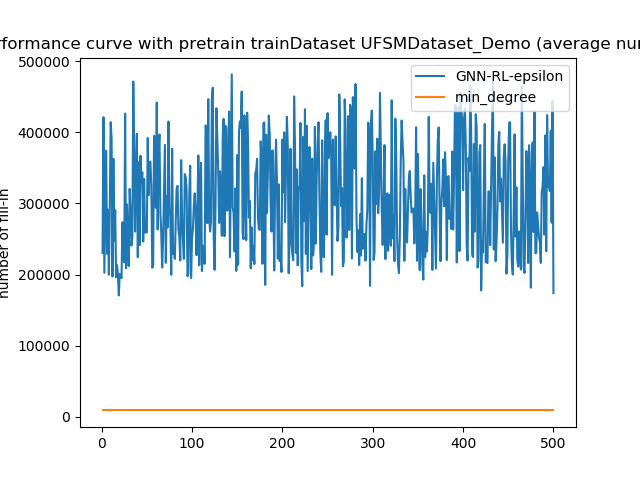 rformance curve with pretrain trainDataset UFSMDataset_Demo (average num
500000
400000
300000
200000
100000
0
number of fill-in
GNN-RL-epsilon
min_degree
0 100 200 300 400 500